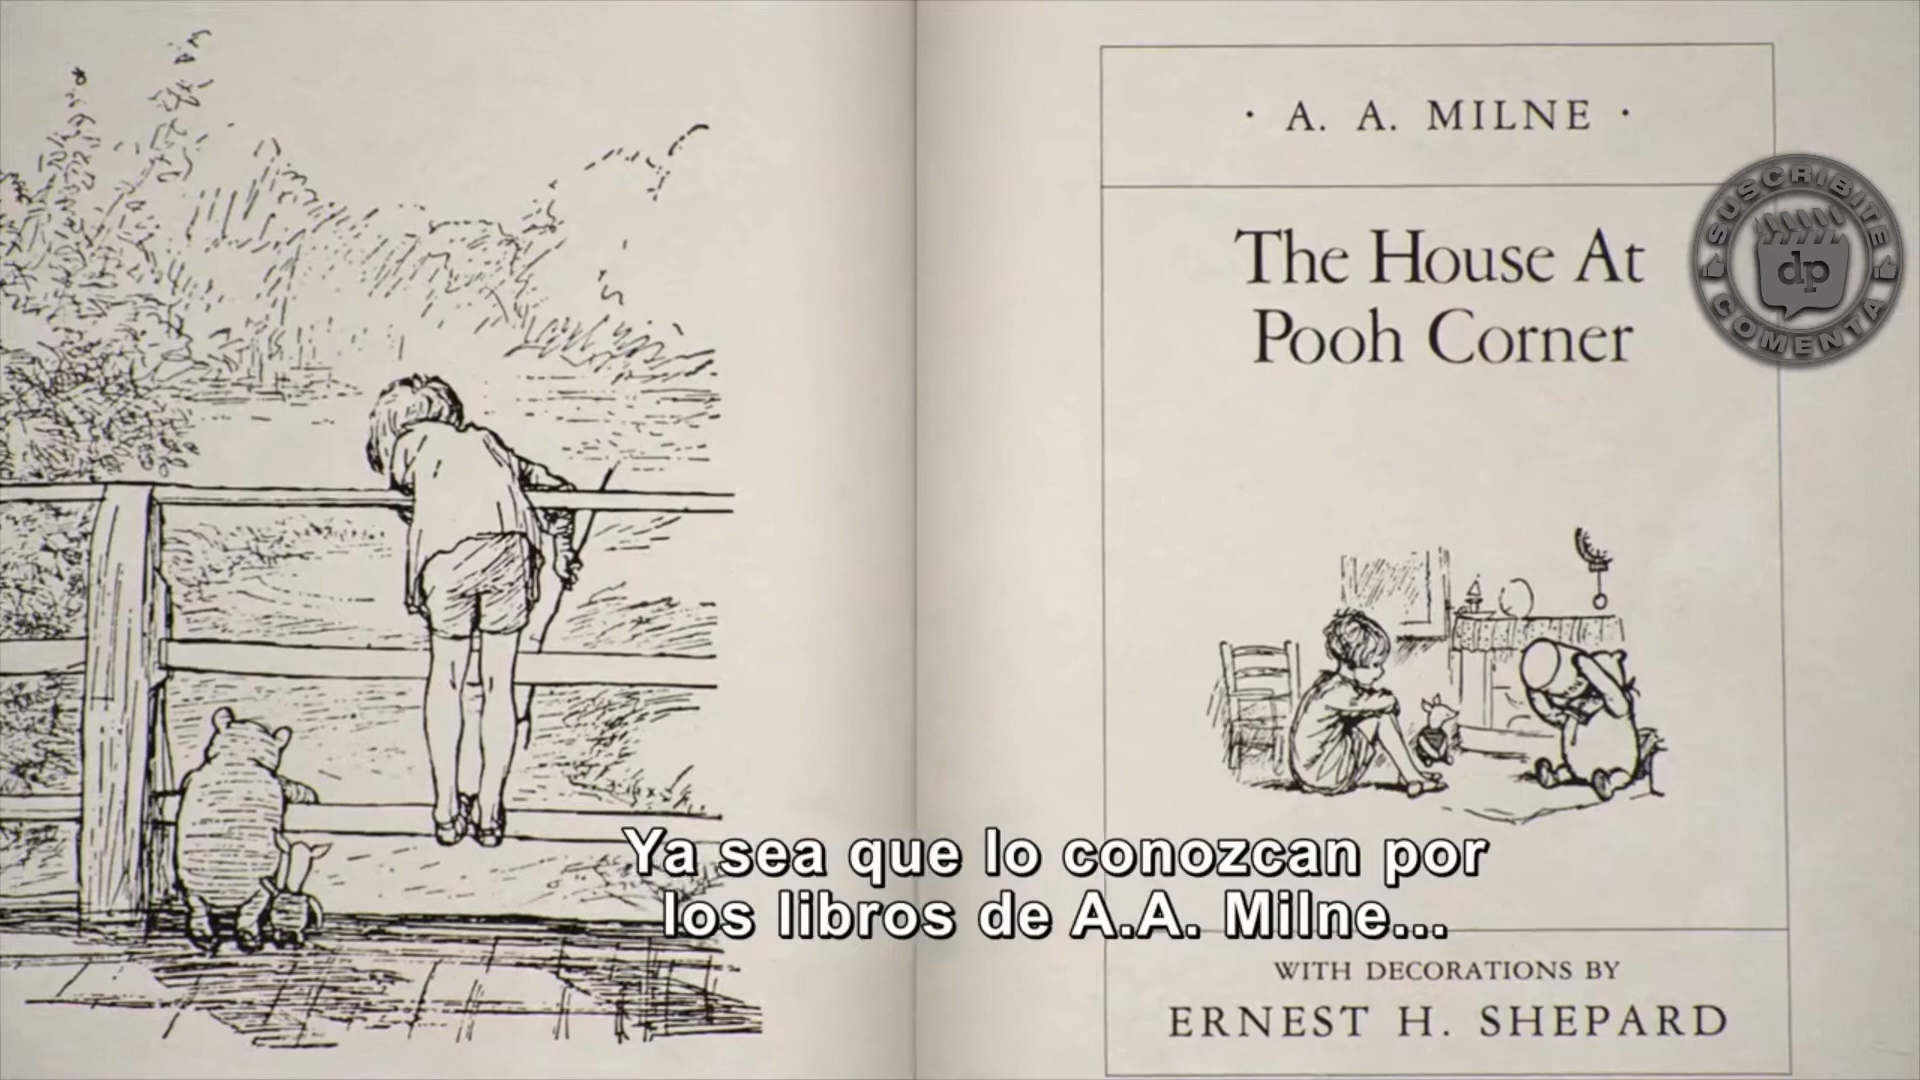 · A. A. MILNE ·
The House At
Pooh Corner
SUSCRIBITE
dp
COMENTA
Ya sea que lo conozcan por
los libros de A.A. Milne...
WITH DECORATIONS BY
ERNEST H. SHEPARD